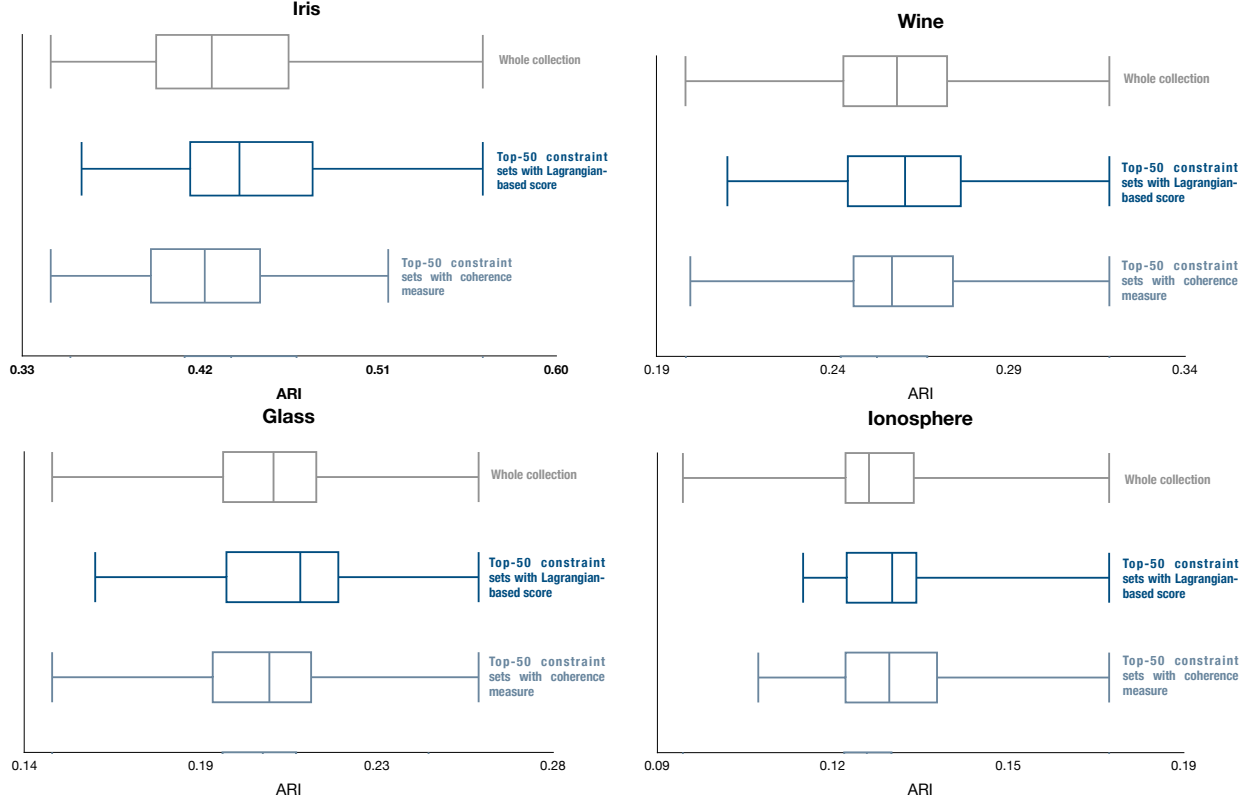 Iris
Whole collection
Top-50 constraint
sets with Lagrangian-
based score
Top-50 constraint
sets with coherence
measure
0.33
0.42
0.51
0.60
ARI
Wine
Whole collection
Top-50 constraint
sets with Lagrangian-
based score
Top-50 constraint
sets with coherence
measure
0.19
0.24
0.29
0.34
ARI
Glass
Whole collection
Top-50 constraint
sets with Lagrangian-
based score
Top-50 constraint
sets with coherence
measure
0.14
0.19
0.23
0.28
ARI
Ionosphere
Whole collection
Top-50 constraint
sets with Lagrangian-
based score
Top-50 constraint
sets with coherence
measure
0.09
0.12
0.15
0.19
ARI